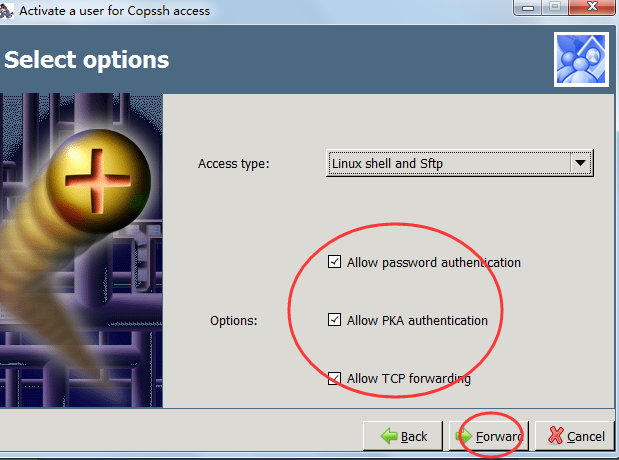 Activate a user for Copssh access
Select options
Access type:
Linux shell and Sftp
Allow password authentication
Options:
Allow PKA authentication
Allow TCP forwarding
Back
Forward
Cancel